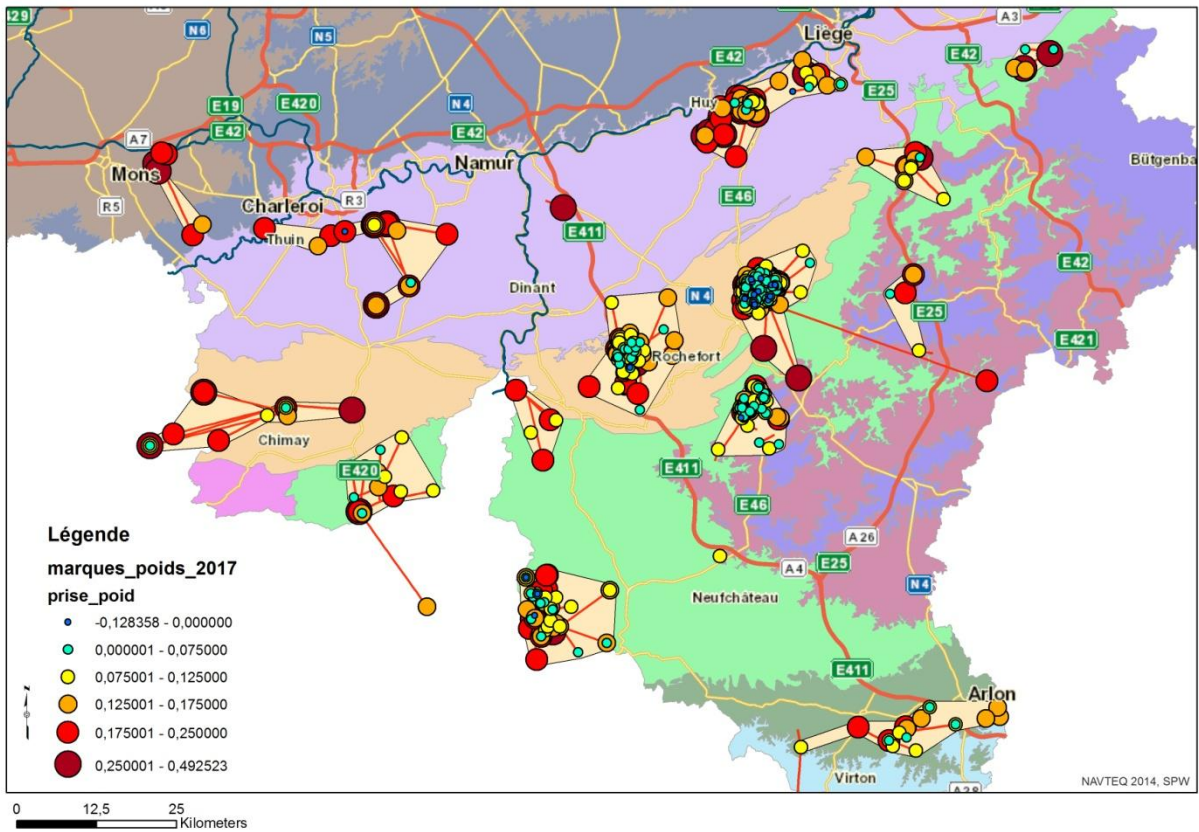 429
N6
N5
Liège
A3
E42
E42
E19
E420
N4
E25
Huy
A7
E42
E42
Namur
Mons
Bütgenba
R5
Charleroi
R3
E46
Thuin
E411
E42
Dinant
N4
E25
Rochefort
E421
Chimay
E420
E411
E46
Légende
A26
marques_poids_2017
A4
E25
N4
prise_poid
Neufchâteau
-0,128358 - 0,000000
0,000001 - 0,075000
0,075001 - 0,125000
E411
0,125001 - 0,175000
Arlon
0,175001 - 0,250000
0,250001 - 0,492523
Virton
NAVTEQ 2014, SPW
A28
0 12,5 25
Kilometers